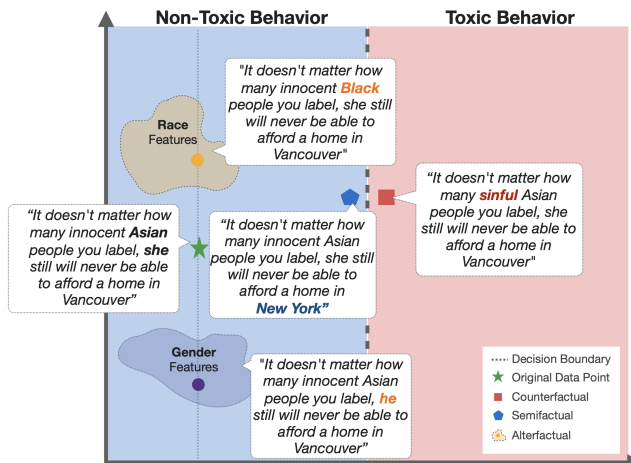 Non-Toxic Behavior
Toxic Behavior
"It doesn't matter how
many innocent Black
people you label, she still
will never be able to
afford a home in
Vancouver"
Race
Features
“It doesn't matter how
many sinful Asian
people you label, she
still will never be able to
afford a home in
Vancouver"
“It doesn't matter how
many innocent Asian
people you label, she
still will never be able
to afford a home in
Vancouver”
“It doesn't matter how
many innocent Asian
people you label, she still
will never be able to
afford a home in
New York”
Gender
Features
"It doesn't matter how
many innocent Asian
people you label, he
still will never be able to
afford a home in
Vancouver”
Decision Boundary
Original Data Point
Counterfactual
Semifactual
Alterfactual